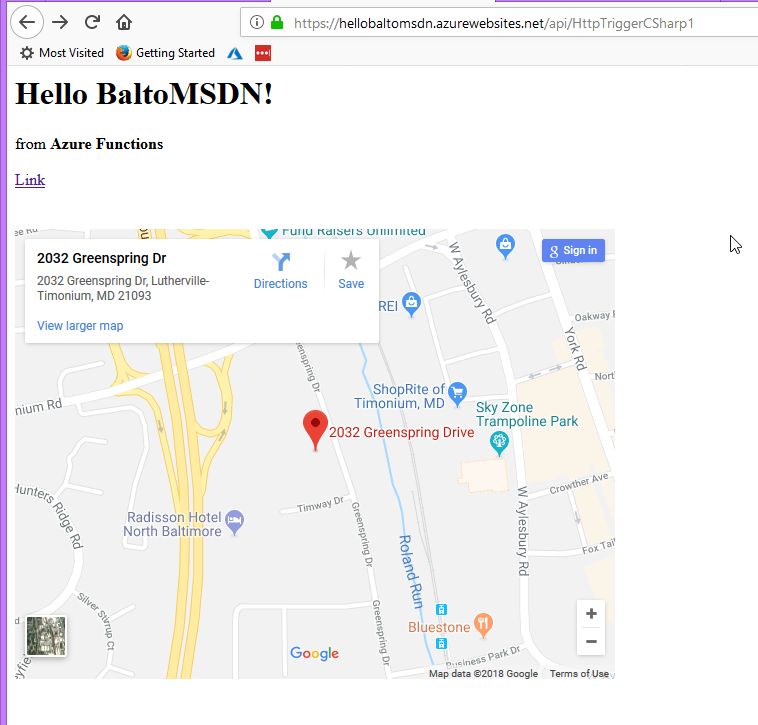 https://hellobaltomsdn.azurewebsites.net/api/HttpTriggerCSharp1
Most Visited
Getting Started
Hello BaltoMSDN!
from Azure Functions
Link
Fund Raisers Unlimited
2032 Greenspring Dr
2032 Greenspring Dr, Lutherville-
Timonium, MD 21093
View larger map
Directions
Save
Sign in
W Aylesbury Rd
REI
York Rd
Oakway
Greenspring Dr
ShopRite of
Timonium, MD
North
nium Rd
Sky Zone
Trampoline Park
2032 Greenspring Drive
Hunters Ridge Rd
Radisson Hotel
North Baltimore
Timway Dr
Greenspring Dr
Crowther Ave
W Aylesbury Rd
Roland Run
Fox Tai
Silver Stirrup Ct
Greenspring Dr
Bluestone
Business Park Dr
Google
Map data ©2018 Google
Terms of Use